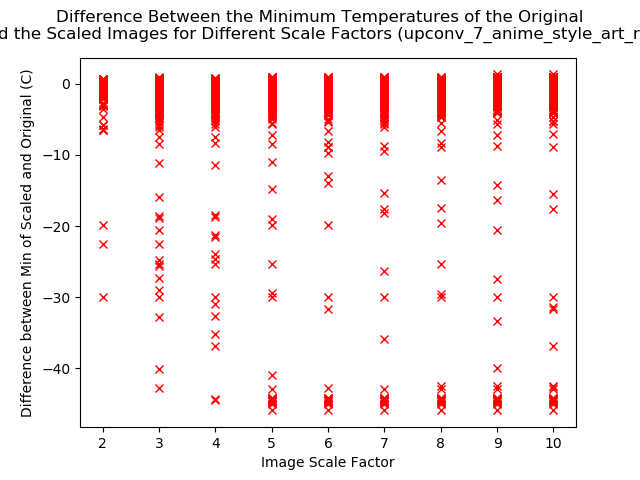 Difference Between the Minimum Temperatures of the Original
d the Scaled Images for Different Scale Factors (upconv_7_anime_style_art_r
Difference between Min of Scaled and Original (C)
0
−10
−20
−30
−40
2 3 4 5 6 7 8 9 10
Image Scale Factor